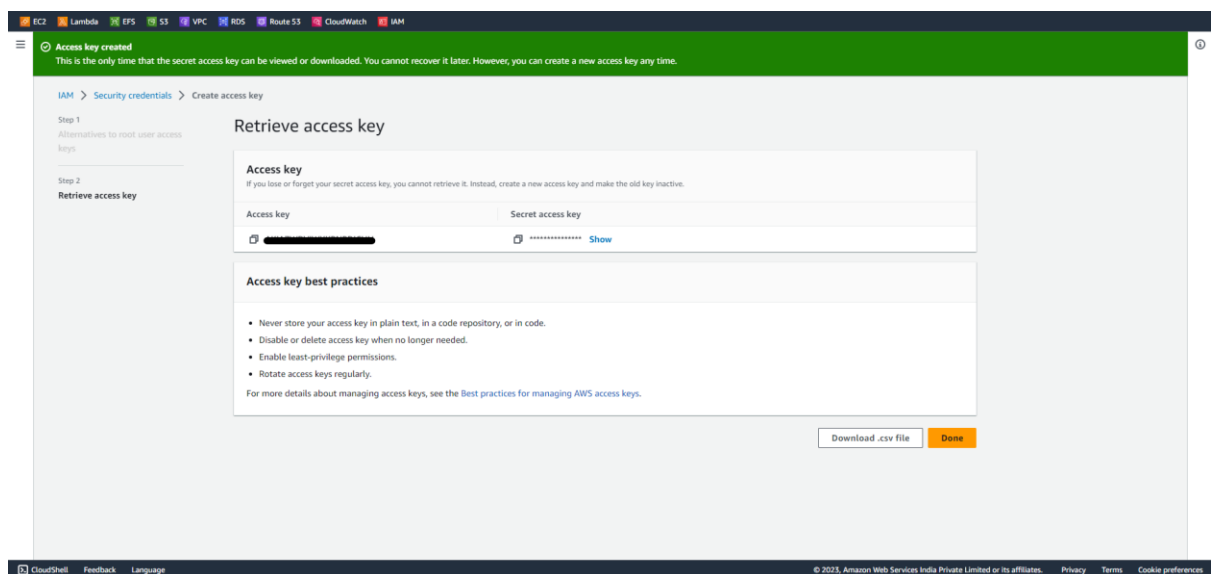 EC2 Lambda EFS S3 VPC RDS Route 53 CloudWatch IAM
Access key created
This is the only time that the secret access key can be viewed or downloaded. You cannot recover it later. However, you can create a new access key any time.
IAM > Security credentials > Create access key
Step 1
Alternatives to root user access
keys
Step 2
Retrieve access key
Retrieve access key
Access key
If you lose or forget your secret access key, you cannot retrieve it. Instead, create a new access key and make the old key inactive.
Access key Secret access key
*************** Show
Access key best practices
• Never store your access key in plain text, in a code repository, or in code.
• Disable or delete access key when no longer needed.
• Enable least-privilege permissions.
• Rotate access keys regularly.
For more details about managing access keys, see the Best practices for managing AWS access keys.
Download .csv file Done
CloudShell Feedback Language © 2023, Amazon Web Services India Private Limited or its affiliates. Privacy Terms Cookie preferences